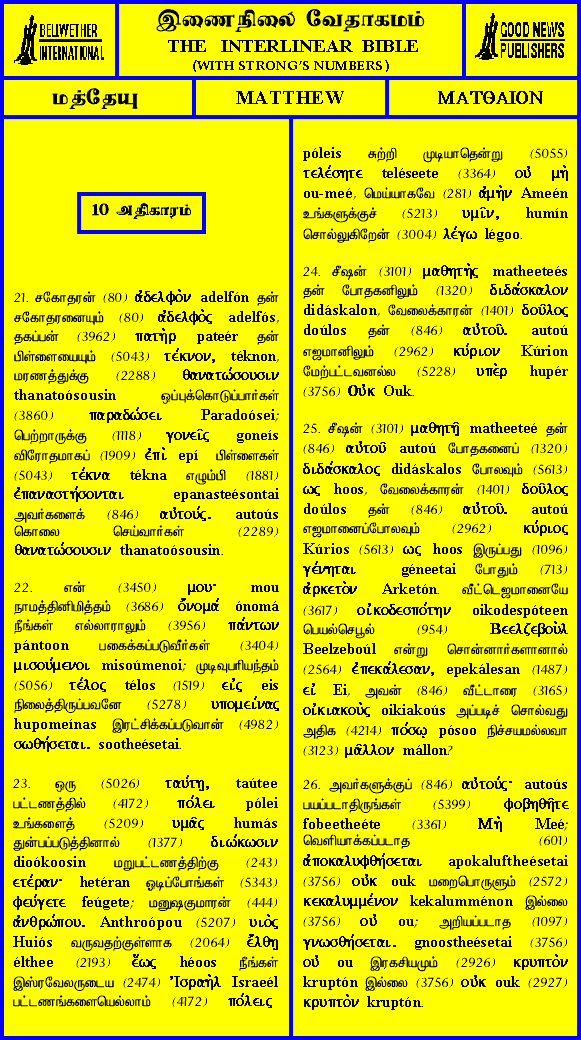 BELLWETHER
INTERNATIONAL
இணைநிலை வேதாகமம்
THE INTERLINEAR BIBLE
(WITH STRONG'S NUMBERS)
GOOD NEWS
PUBLISHERS
மத்தேயு
MATTHEW
ΜΑΤΘΑΙΟΝ
10 அதிகாரம்
21. சகோதரன் (80) ἀδελφὸν adelfón தன்
சகோதரனையும் (80) ἀδελφὸς adelfós,
தகப்பன் (3962) πατὴρ pateér தன்
பிள்ளையையும் (5043) τέκνον, téknon,
மரணத்துக்கு (2288) θανατώσουσιν
thanatoósousin ஒப்புக்கொடுப்பார்கள்
(3860) παραδώσει Paradoósei;
பெற்றாருக்கு (1118) γονεῖς goneís
விரோதமாகப் (1909) ἐπὶ epí பிள்ளைகள்
(5043) τέκνα tékna எழும்பி (1881)
ἐπαναστήσονται epanasteésontai
அவர்களைக் (846) αὐτούς. autoús
கொலை செய்வார்கள் (2289)
θανατώσουσιν thanatoósousin.
22. என் (3450) μου· mou
நாமத்தினிமித்தம் (3686) ὄνομά ónomá
நீங்கள் எல்லாராலும் (3956) πάντων
pántoon பகைக்கப்படுவீர்கள் (3404)
μισούμενοι misoúmenoi; முடிவுபரியந்தம்
(5056) τέλος télos (1519) εἰς eis
நிலைத்திருப்பவனே (5278) υπομείνας
hupomeínas இரட்சிக்கப்படுவான் (4982)
σωθήσεται. sootheésetai.
23. ஒரு (5026) ταύτῃ, taútee
பட்டணத்தில் (4172) πόλει pólei
உங்களைத் (5209) υμᾶς humás
துன்பப்படுத்தினால் (1377) διώκωσιν
dioókoosin மறுபட்டணத்திற்கு (243)
ετέραν· hetéran ஓடிப்போங்கள் (5343)
φεύγετε feúgete; மனுஷகுமாரன் (444)
ἀνθρώπου. Anthroópou (5207) υιὸς
Huiós வருவதற்குள்ளாக (2064) ἔλθῃ
élthee (2193) ἕως héoos நீங்கள்
இஸ்ரவேலருடைய (2474) Ἰσραὴλ Israeél
பட்டணங்களையெல்லாம் (4172) πόλεις
póleis சுற்றி முடியாதென்று (5055)
τελέσητε teléseete (3364) οὐ μὴ
ou-meé, மெய்யாகவே (281) ἀμὴν Ameén
உங்களுக்குச் (5213) υμῖν, humín
சொல்லுகிறேன் (3004) λέγω légoo.
24. சீஷன் (3101) μαθητὴς matheeteés
தன் போதகனிலும் (1320) διδάσκαλον
didáskalon, வேலைக்காரன் (1401) δοῦλος
doúlos தன் (846) αὐτοῦ. autoú
எஜமானிலும் (2962) κύριον Kúrion
மேற்பட்டவனல்ல (5228) υπὲρ hupér
(3756) Οὐκ Ouk.
25. சீஷன் (3101) μαθητῇ matheeteé தன்
(846) αὐτοῦ autoú போதகனைப் (1320)
διδάσκαλος didáskalos போலவும் (5613)
ως hoos, வேலைக்காரன் (1401) δοῦλος
doúlos தன் (846) αὐτοῦ. autoú
எஜமானைப்போலவும் (2962) κύριος
Kúrios (5613) ως hoos இருப்பது (1096)
γένηται géneetai போதும் (713)
ἀρκετὸν Arketón. வீட்டெஜமானையே
(3617) οἰκοδεσπότην oikodespóteen
பெயல்செபூல் (954) Βεελζεβοὺλ
Beelzeboúl என்று சொன்னார்களானால்
(2564) ἐπεκάλεσαν, epekálesan (1487)
εἰ Ei, அவன் (846) வீட்டாரை (3165)
οἰκιακοὺς oikiakoús அப்படிச் சொல்வது
அதிக (4214) πόσῳ pósoo நிச்சயமல்லவா
(3123) μᾶλλον mállon?
26. அவர்களுக்குப் (846) αὐτούς· autoús
பயப்படாதிருங்கள் (5399) φοβηθῆτε
fobeetheéte (3361) Μὴ Meé;
வெளியாக்கப்படாத (601)
ἀποκαλυφθήσεται apokaluftheésetai
(3756) οὐκ ouk மறைபொருளும் (2572)
κεκαλυμμένον kekalumménon இல்லை
(3756) οὐ ou; அறியப்படாத (1097)
γνωσθήσεται. gnoostheésetai (3756)
οὐ ou இரகசியமும் (2926) κρυπτὸν
kruptón இல்லை (3756) οὐκ ouk (2927)
κρυπτὸν kruptón.